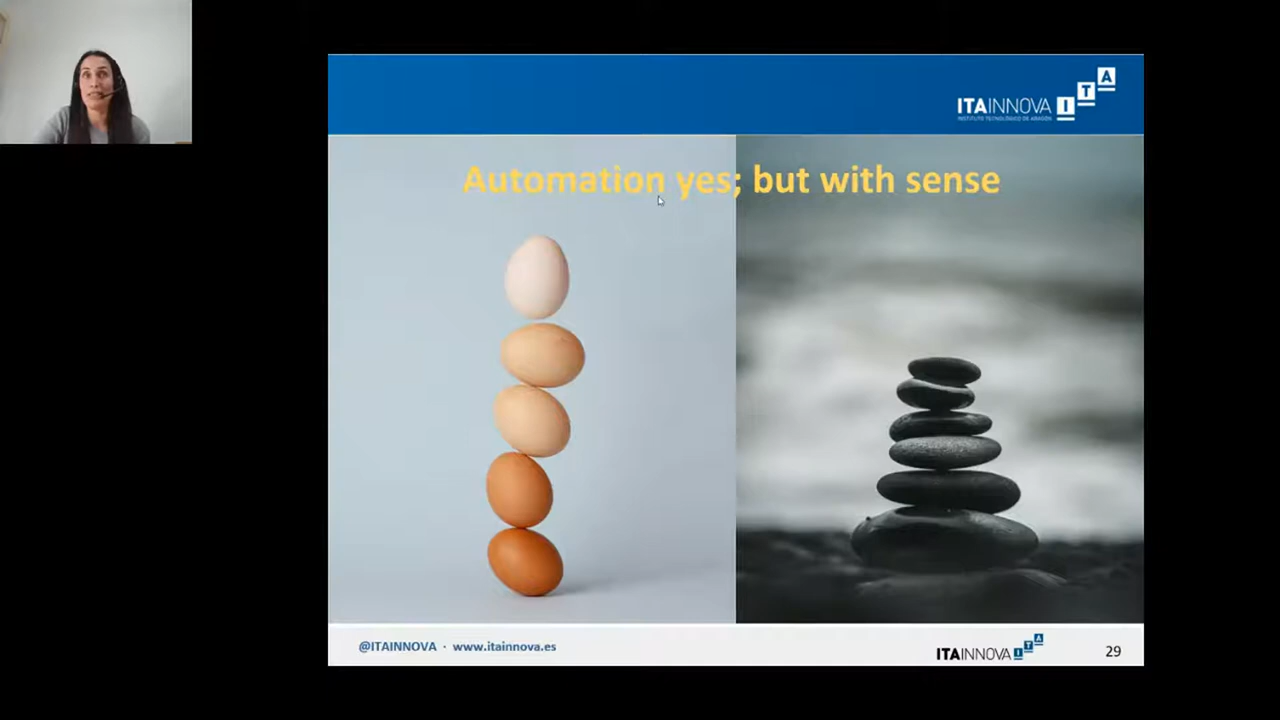 ITAINNOVA
INSTITUTO TECNOLÓGICO DE ARAGÓN
I T A
Automation yes; but with sense
@ITAINNOVA · www.itainnova.es
ITAINNOVA I T A
29